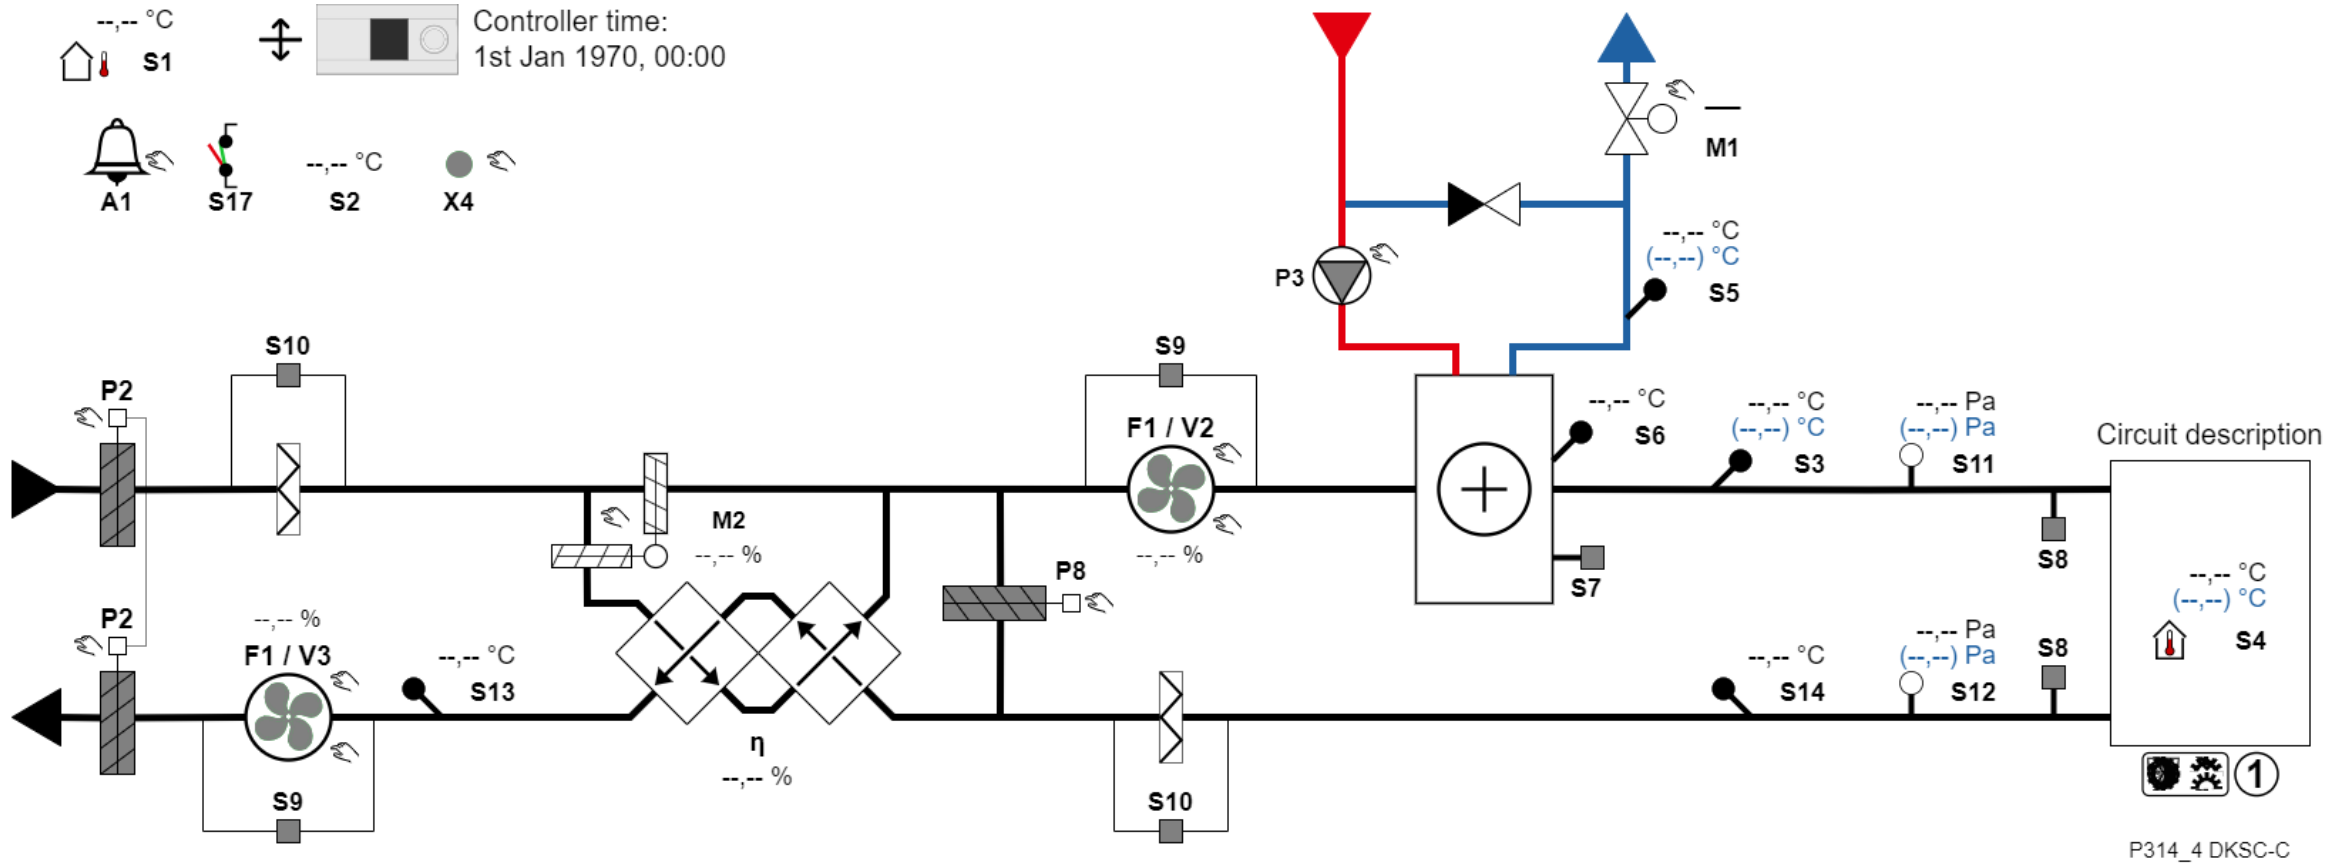 --,-- °C
S1
Controller time:
1st Jan 1970, 00:00
A1
S17
--,-- °C
S2
X4
M1
--,-- °C
(--,--) °C
S5
P3
S10
S9
P2
F1 / V2
--,-- %
--,-- °C
S6
--,-- °C
(--,--) °C
S3
--,-- Pa
(--,--) Pa
S11
Circuit description
M2
--,-- %
S7
S8
P8
--,-- °C
(--,--) °C
S4
P2
--,-- %
F1 / V3
--,-- °C
S13
--,-- °C
S14
--,-- Pa
(--,--) Pa
S12
S8
η
--,-- %
S9
S10
1
P314_4 DKSC-C